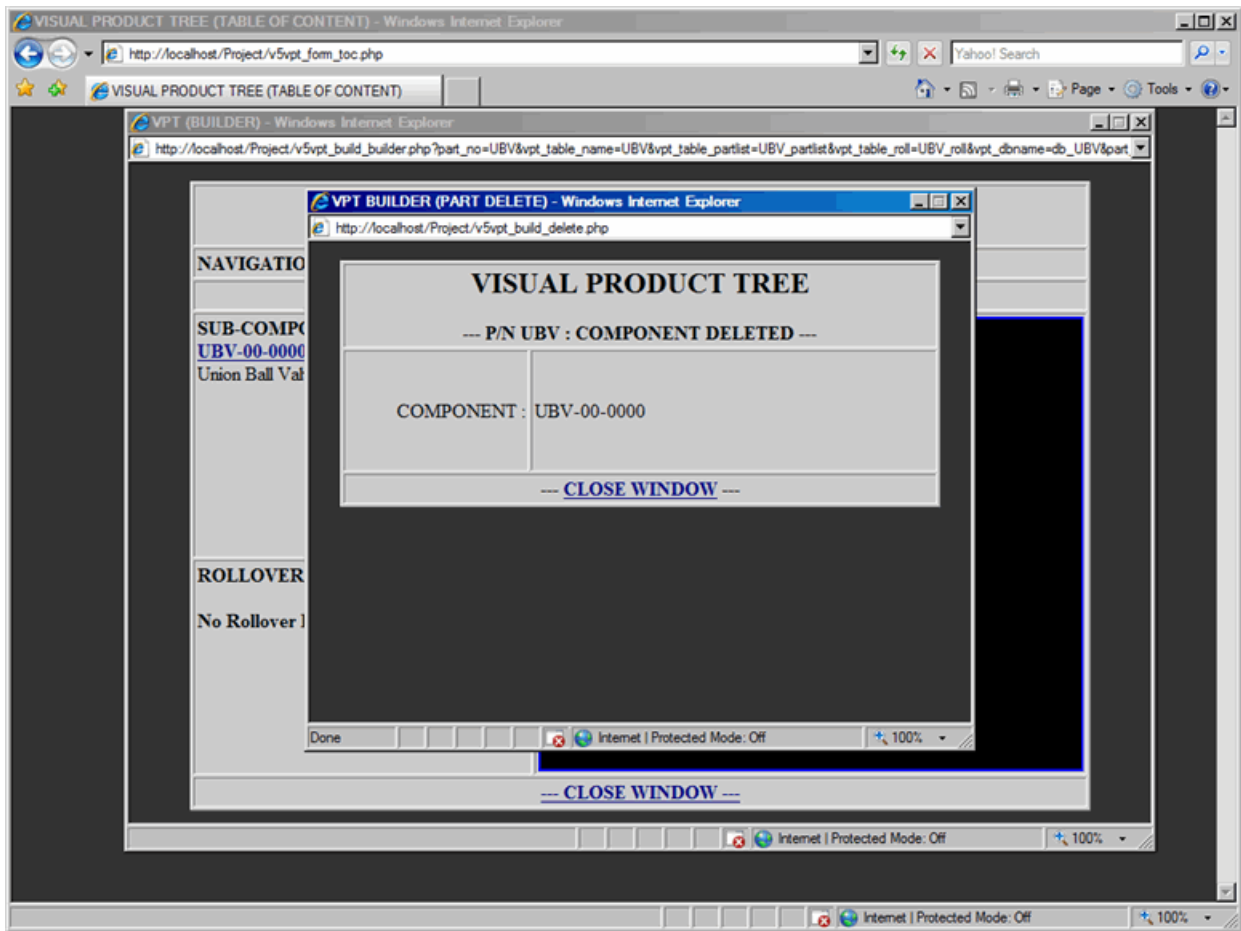 VISUAL PRODUCT TREE (TABLE OF CONTENT) - Windows Internet Explorer
http://localhost/Project/v5vpt_form_toc.php
Yahoo! Search
VISUAL PRODUCT TREE (TABLE OF CONTENT)
Page
Tools
VPT (BUILDER) - Windows Internet Explorer
http://localhost/Project/v5vpt_build_builder.php?part_no=UBV&vpt_table_name=UBV&vpt_table_partlist=UBV_partlist&vpt_table_roll=UBV_roll&vpt_dbname=db_UBV&part_
VPT BUILDER (PART DELETE) - Windows Internet Explorer
http://localhost/Project/v5vpt_build_delete.php
NAVIGATIO
VISUAL PRODUCT TREE
--- P/N UBV : COMPONENT DELETED ---
SUB-COMPO
UBV-00-0000
Union Ball Val
COMPONENT : UBV-00-0000
--- CLOSE WINDOW ---
ROLLOVER
No Rollover
Done
Internet | Protected Mode: Off
100%
--- CLOSE WINDOW ---
Internet | Protected Mode: Off
100%
Internet | Protected Mode: Off
100%